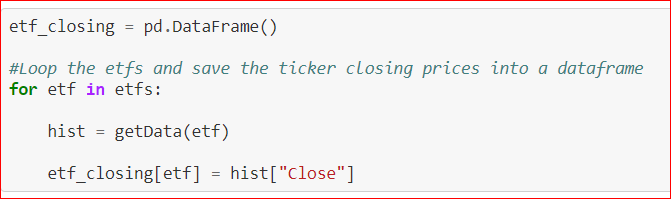 etf_closing = pd.DataFrame()
#Loop the etfs and save the ticker closing prices into a dataframe
for etf in etfs:
hist = getData(etf)
etf_closing[etf] = hist["Close"]